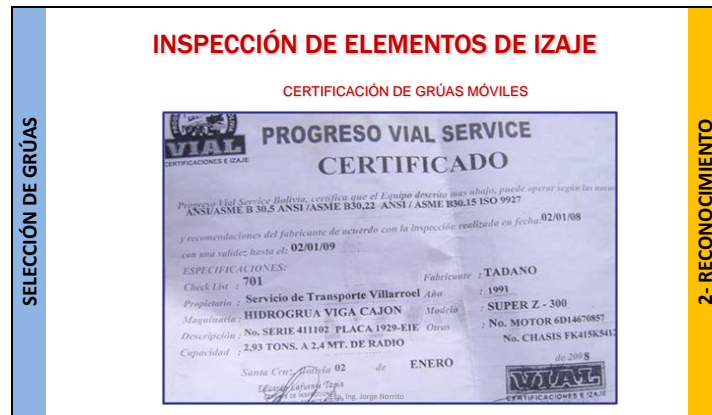 INSPECCIÓN DE ELEMENTOS DE IZAJE
CERTIFICACIÓN DE GRÚAS MÓVILES
SELECCIÓN DE GRÚAS
2- RECONOCIMIENTO
VIAL
CERTIFICACIONES E IZAJE
PROGRESO VIAL SERVICE
CERTIFICADO
Progreso Vial Service Bolivia, certifica que el Equipo descrito mas abajo, puede operar según las
ANSI/ASME B 30,5 ANSI /ASME B30,22 ANSI / ASME B30.15 ISO 9927
y recomendaciones del fabricante de acuerdo con la inspección realizada en fecha. 02/01/08
con una validez hasta el: 02/01/09
ESPECIFICACIONES:
Check List : 701
Fabricante : TADANO
Propietario : Servicio de Transporte Villarroel
Año : 1991
Maquinaria : HIDROGRUA VIGA CAJON
Modelo : SUPER Z - 300
Descripción : No. SERIE 411102 PLACA 1929-EIE
Otros : No. MOTOR 6D14670857
No. CHASIS FK415K5412
Capacidad : 2,93 TONS. A 2,4 MT. DE RADIO
Santa Cruz, Bolivia 02 de ENERO de 2008
VIAL
CERTIFICACIONES E IZAJE
Esp. Ing. Jorge Norrito